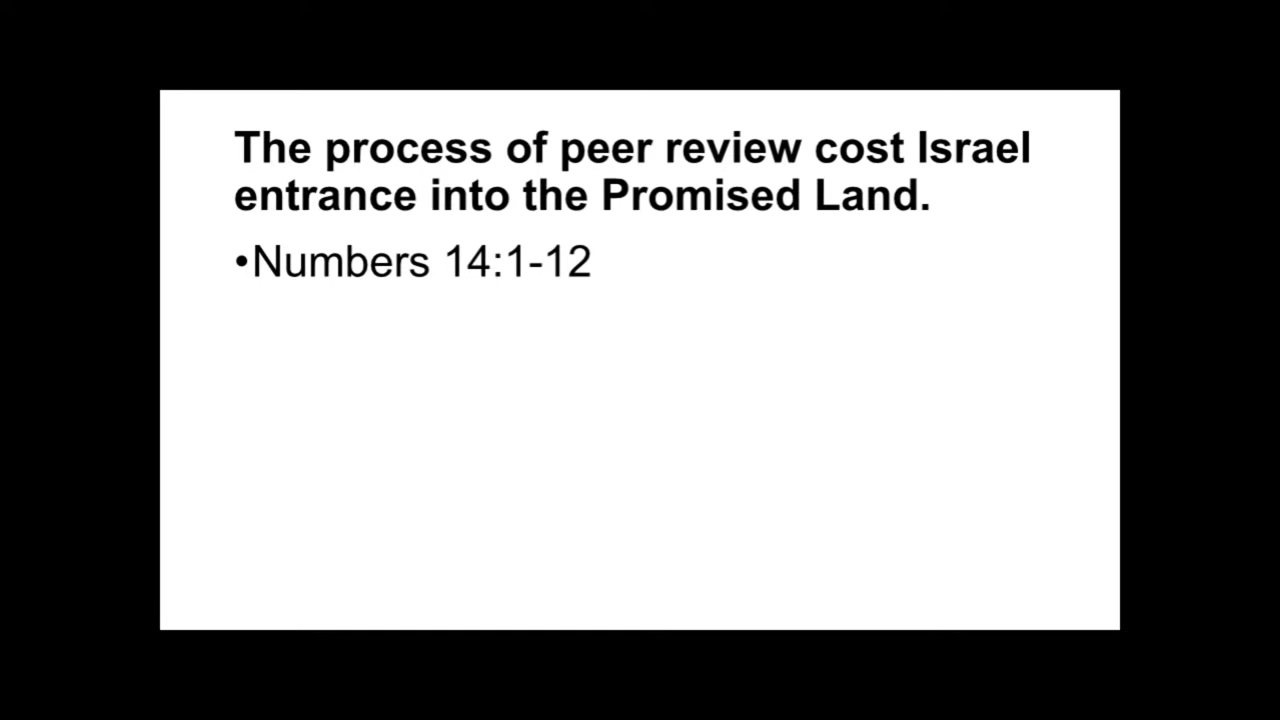 The process of peer review cost Israel
entrance into the Promised Land.
•Numbers 14:1-12